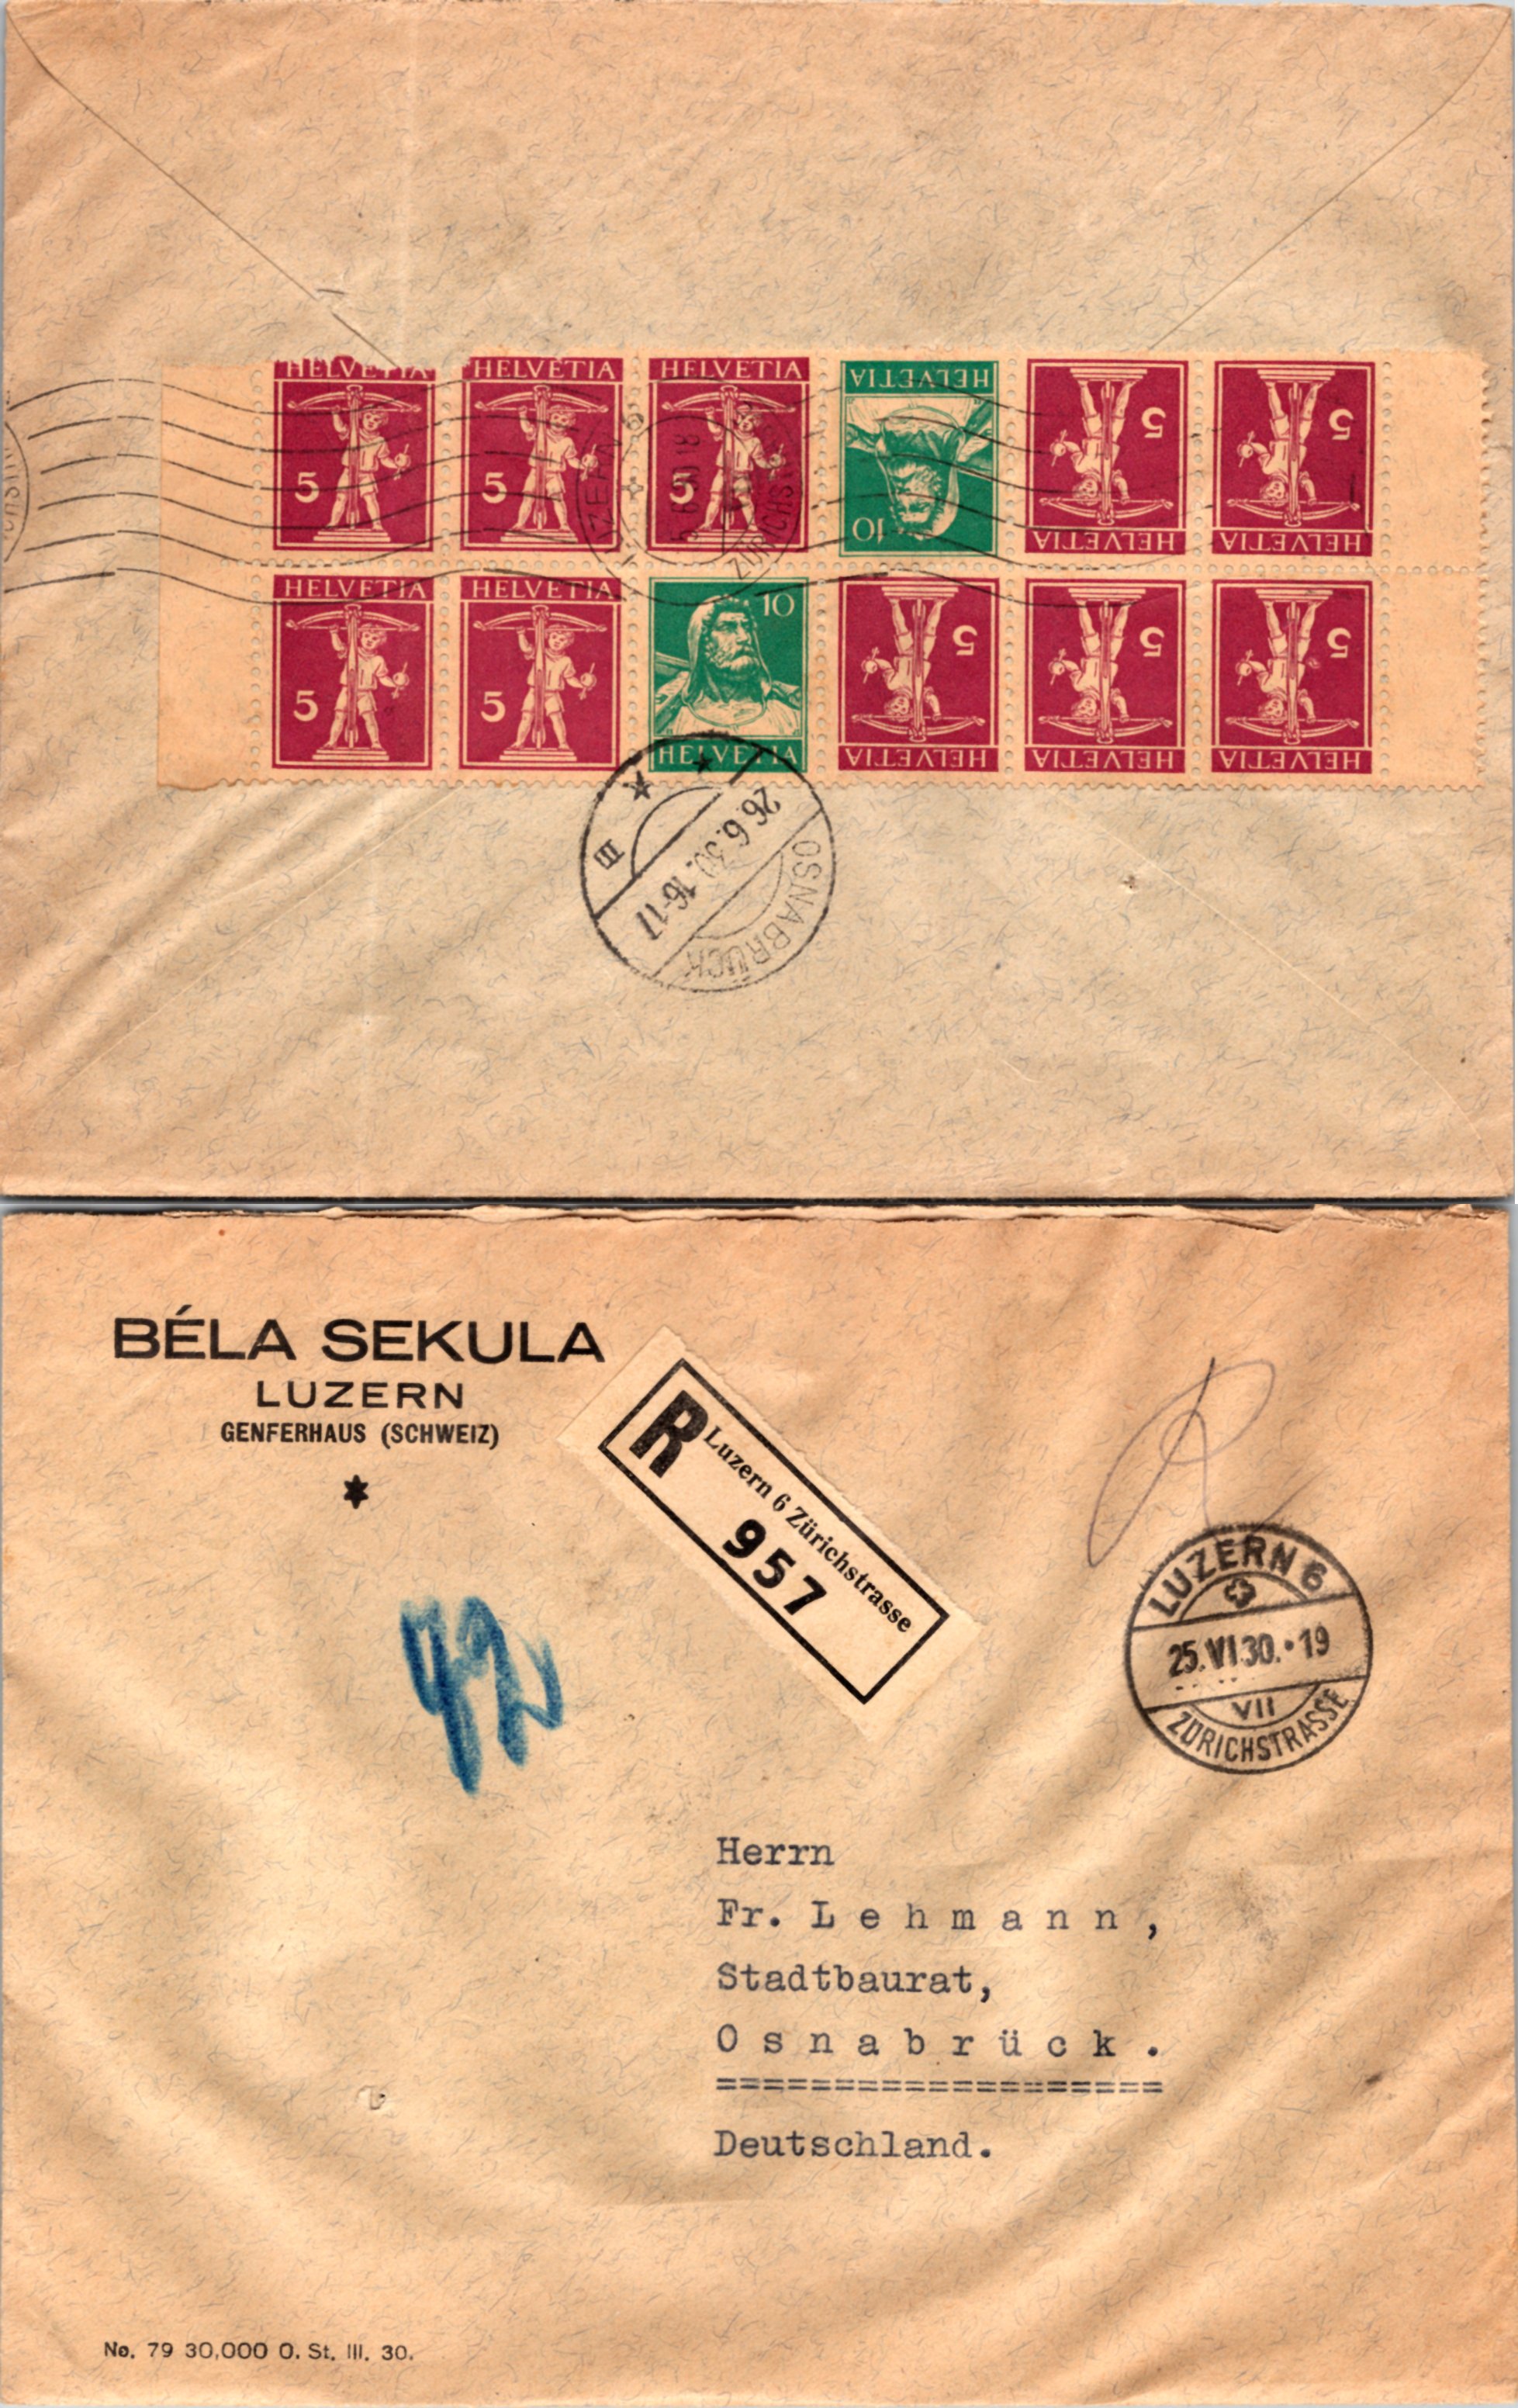 HELVETIA HELVETIA HELVETIA HELVETIA HELVETIA HELVETIA
5 5 5 10 5 5
HELVETIA HELVETIA 10
5 5 5 5 5
HELVETIA HELVETIA HELVETIA HELVETIA
OSNABRÜCK
26.6.30.16-17
III
BÉLA SEKULA
LUZERN
GENFERHAUS (SCHWEIZ)
R
Luzern 6 Zürichstrasse
957
R
LUZERN 6
25.VI.30.•19
VII
ZÜRICHSTRASSE
Herrn
Fr. Lehmann,
Stadtbaurat,
Osnabrück.
===================
Deutschland.
No. 79 30,000 O. St. III. 30.